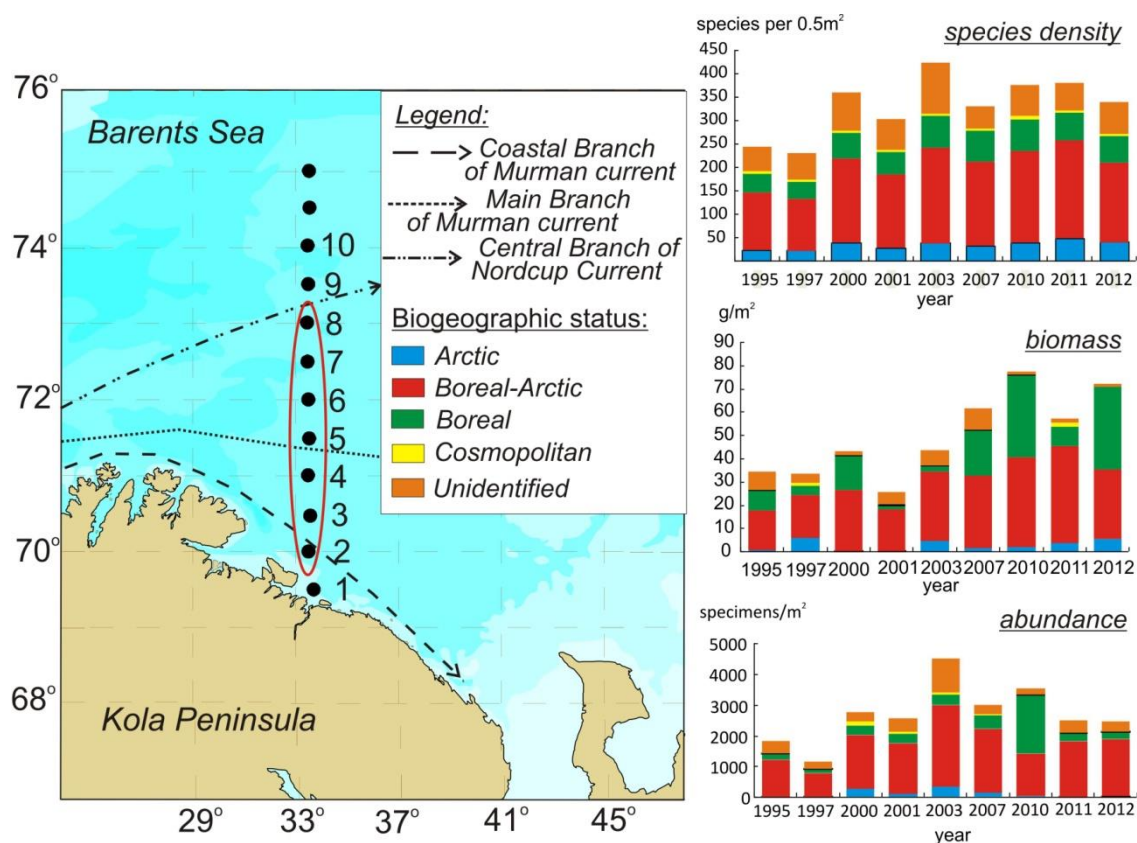 76°
74°
72°
70°
68°
Barents Sea
Kola Peninsula
10
9
8
7
6
5
4
3
2
1
29°
33°
37°
41°
45°
Legend:
Coastal Branch
of Murman current
Main Branch
of Murman current
Central Branch of
Nordcup Current
Biogeographic status:
Arctic
Boreal-Arctic
Boreal
Cosmopolitan
Unidentified
species per 0.5m²
species density
450
400
350
300
250
200
150
100
50
1995 1997 2000 2001 2003 2007 2010 2011 2012
year
g/m²
biomass
90
80
70
60
50
40
30
20
10
0
1995 1997 2000 2001 2003 2007 2010 2011 2012
year
specimens/m²
abundance
5000
4000
3000
2000
1000
0
1995 1997 2000 2001 2003 2007 2010 2011 2012
year